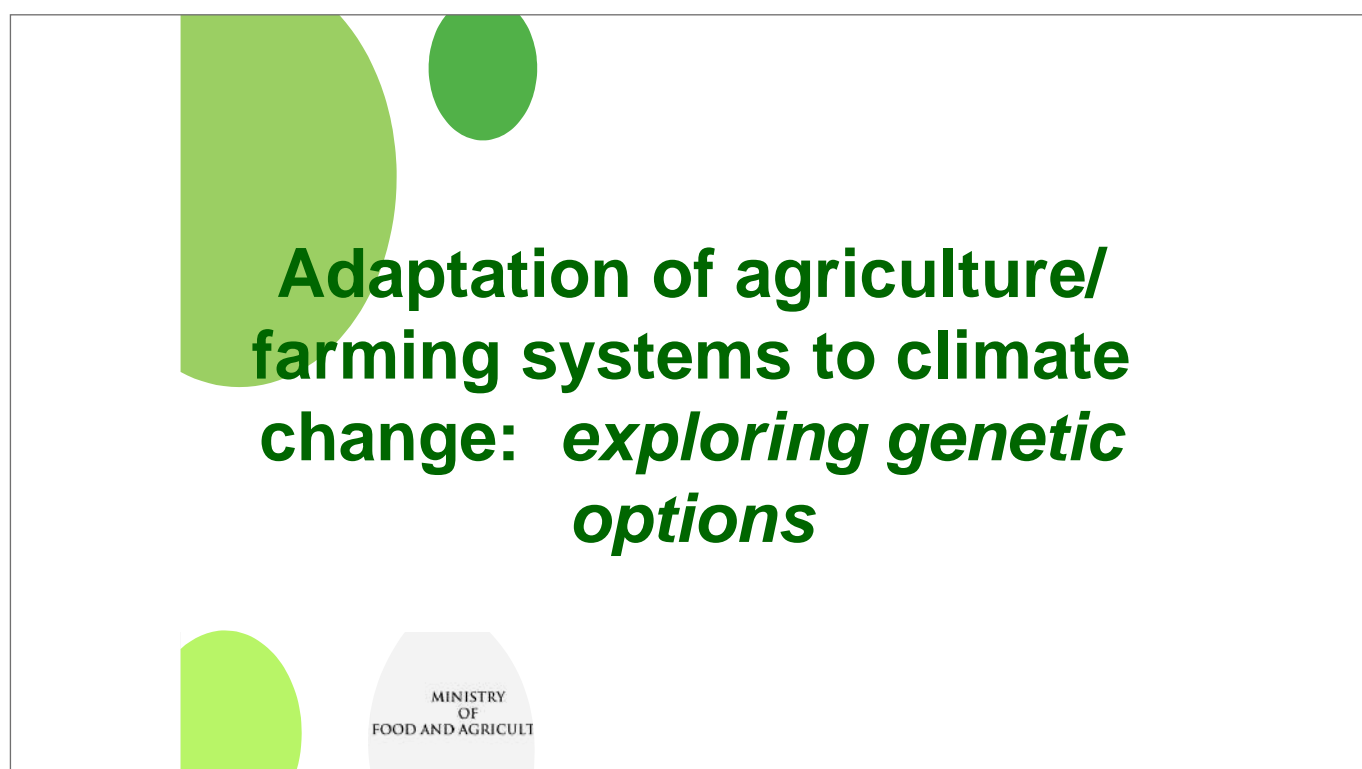 Adaptation of agriculture/
farming systems to climate
change:  exploring genetic
options
MINISTRY
OF
FOOD AND AGRICULT